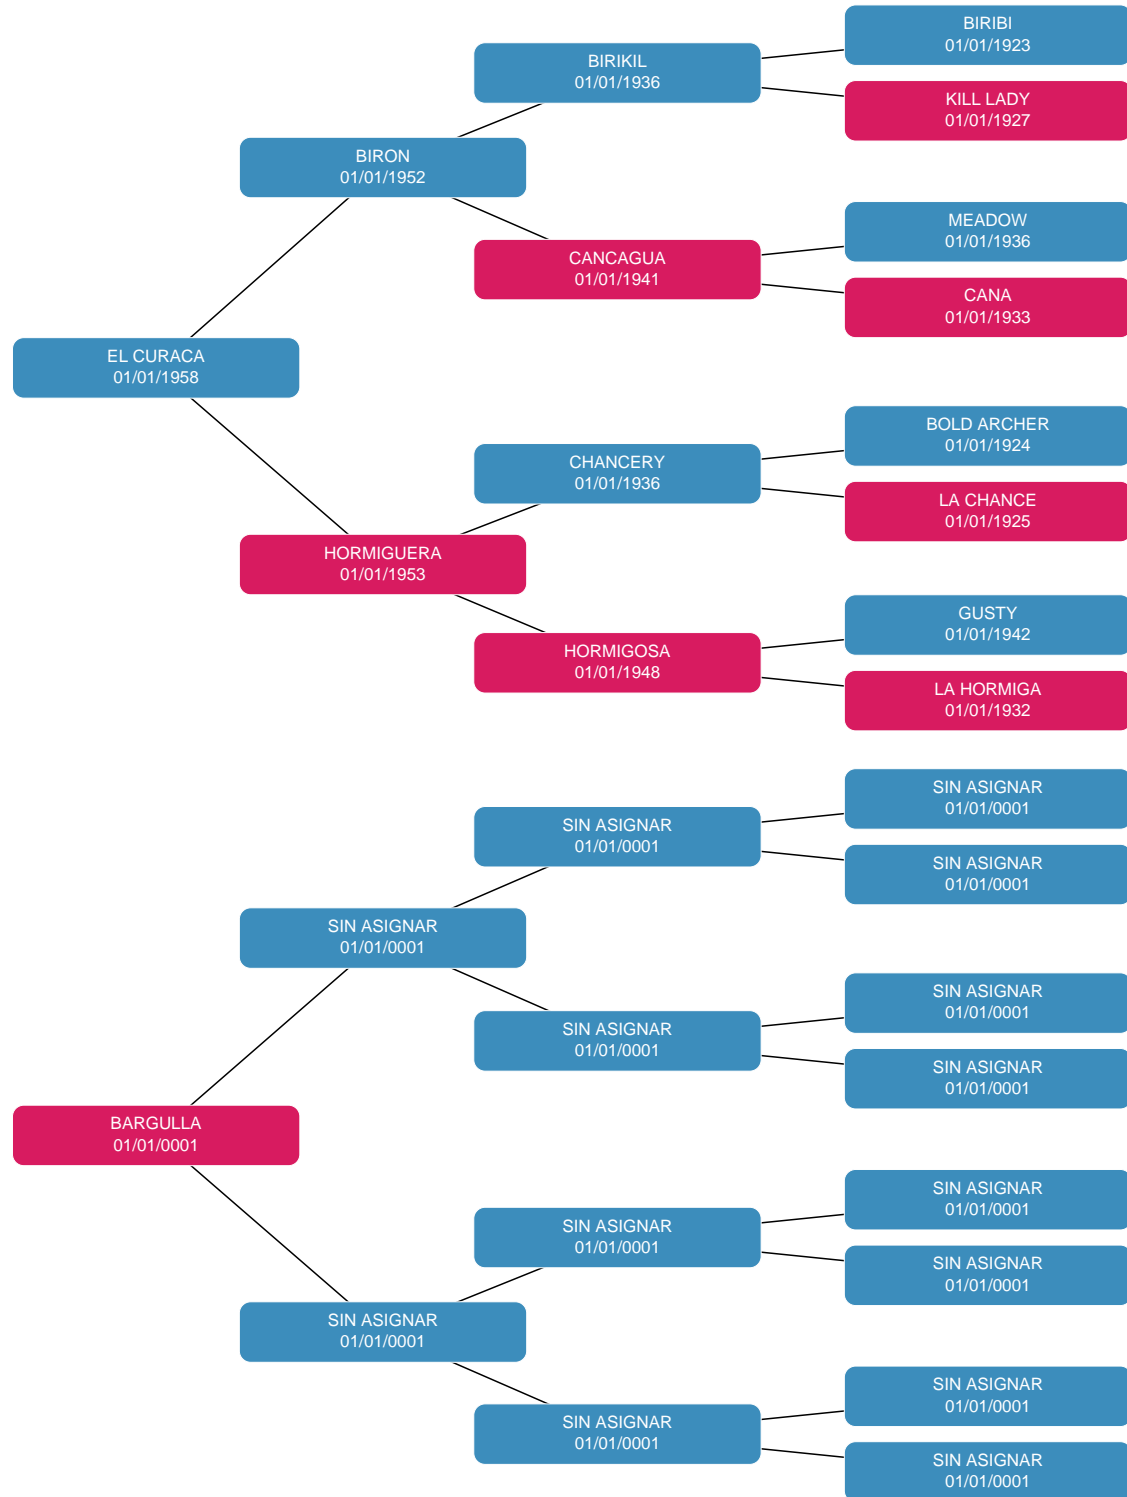 BIRIBI
01/01/1923
BIRIKIL
01/01/1936
KILL LADY
01/01/1927
BIRON
01/01/1952
MEADOW
01/01/1936
CANCAGUA
01/01/1941
CANA
01/01/1933
EL CURACA
01/01/1958
BOLD ARCHER
01/01/1924
CHANCERY
01/01/1936
LA CHANCE
01/01/1925
HORMIGUERA
01/01/1953
GUSTY
01/01/1942
HORMIGOSA
01/01/1948
LA HORMIGA
01/01/1932
SIN ASIGNAR
01/01/0001
SIN ASIGNAR
01/01/0001
SIN ASIGNAR
01/01/0001
SIN ASIGNAR
01/01/0001
SIN ASIGNAR
01/01/0001
SIN ASIGNAR
01/01/0001
SIN ASIGNAR
01/01/0001
BARGULLA
01/01/0001
SIN ASIGNAR
01/01/0001
SIN ASIGNAR
01/01/0001
SIN ASIGNAR
01/01/0001
SIN ASIGNAR
01/01/0001
SIN ASIGNAR
01/01/0001
SIN ASIGNAR
01/01/0001
SIN ASIGNAR
01/01/0001